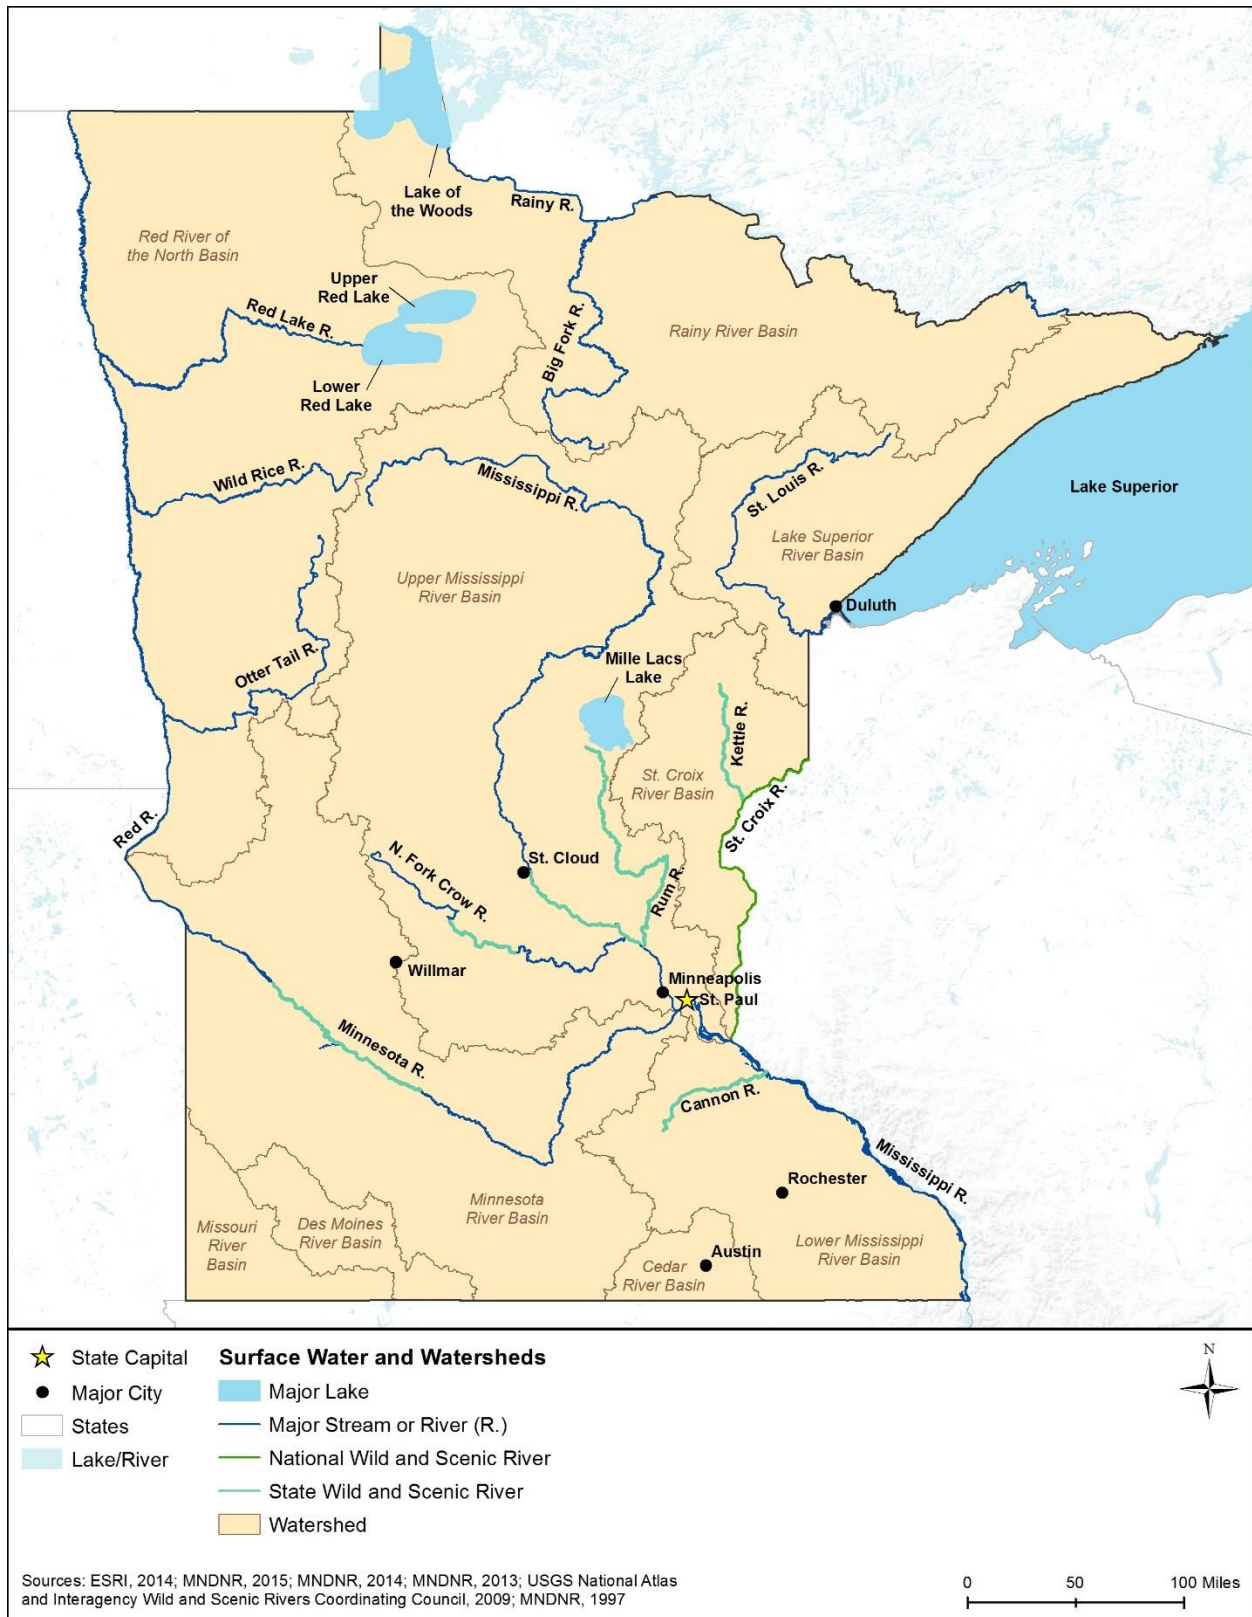 Lake of
the Woods
Rainy R.
Red River of
the North Basin
Upper
Red Lake
Red Lake R.
Big Fork R.
Rainy River Basin
Lower
Red Lake
Wild Rice R.
Mississippi R.
St. Louis R.
Lake Superior
Lake Superior
River Basin
Upper Mississippi
River Basin
Duluth
Otter Tail R.
Mille Lacs
Lake
Kettle R.
St. Croix
River Basin
St. Croix R.
Red R.
N. Fork Crow R.
St. Cloud
Rum R.
Willmar
Minneapolis
St. Paul
Minnesota R.
Cannon R.
Mississippi R.
Rochester
Minnesota
River Basin
Missouri
River
Basin
Des Moines
River Basin
Lower Mississippi
River Basin
Austin
Cedar
River Basin
State Capital
Major City
States
Lake/River
Surface Water and Watersheds
Major Lake
Major Stream or River (R.)
National Wild and Scenic River
State Wild and Scenic River
Watershed
N
Sources: ESRI, 2014; MNDNR, 2015; MNDNR, 2014; MNDNR, 2013; USGS National Atlas
and Interagency Wild and Scenic Rivers Coordinating Council, 2009; MNDNR, 1997
0 50 100 Miles